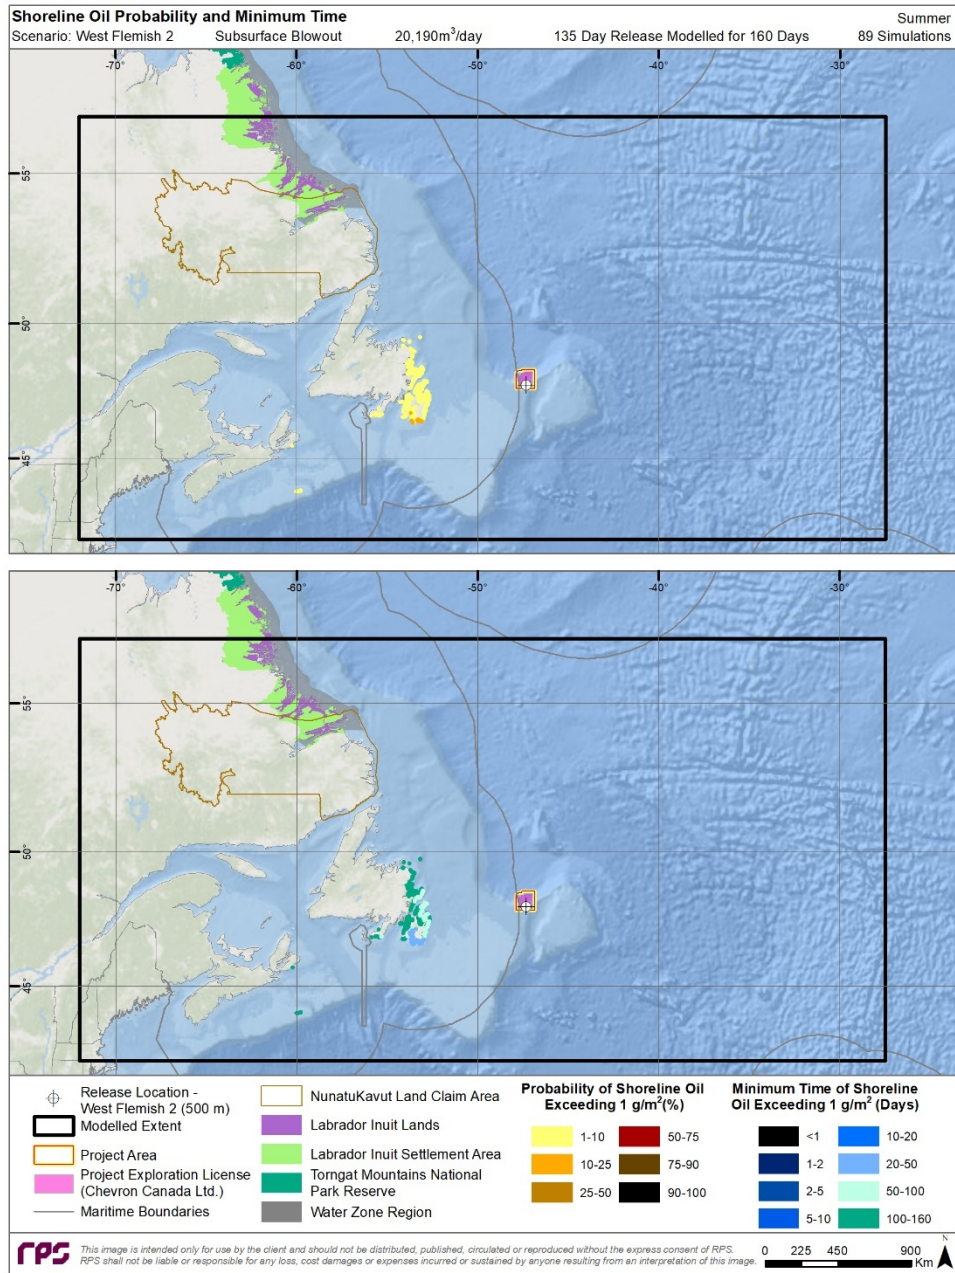 Shoreline Oil Probability and Minimum Time
Summer
Scenario: West Flemish 2 Subsurface Blowout 20,190m³/day 135 Day Release Modelled for 160 Days 89 Simulations
-70° -60° -50° -40° -30°
55°
50°
45°
-70° -60° -50° -40° -30°
55°
50°
45°
Release Location -
West Flemish 2 (500 m)
Modelled Extent
Project Area
Project Exploration License
(Chevron Canada Ltd.)
Maritime Boundaries
NunatuKavut Land Claim Area
Labrador Inuit Lands
Labrador Inuit Settlement Area
Torngat Mountains National
Park Reserve
Water Zone Region
Probability of Shoreline Oil
Exceeding 1 g/m²(%)
1-10 50-75
10-25 75-90
25-50 90-100
Minimum Time of Shoreline
Oil Exceeding 1 g/m² (Days)
<1 10-20
1-2 20-50
2-5 50-100
5-10 100-160
rps
This image is intended only for use by the client and should not be distributed, published, circulated or reproduced without the express consent of RPS.
RPS shall not be liable or responsible for any loss, cost damages or expenses incurred or sustained by anyone resulting from an interpretation of this image.
0 225 450 900
Km
N